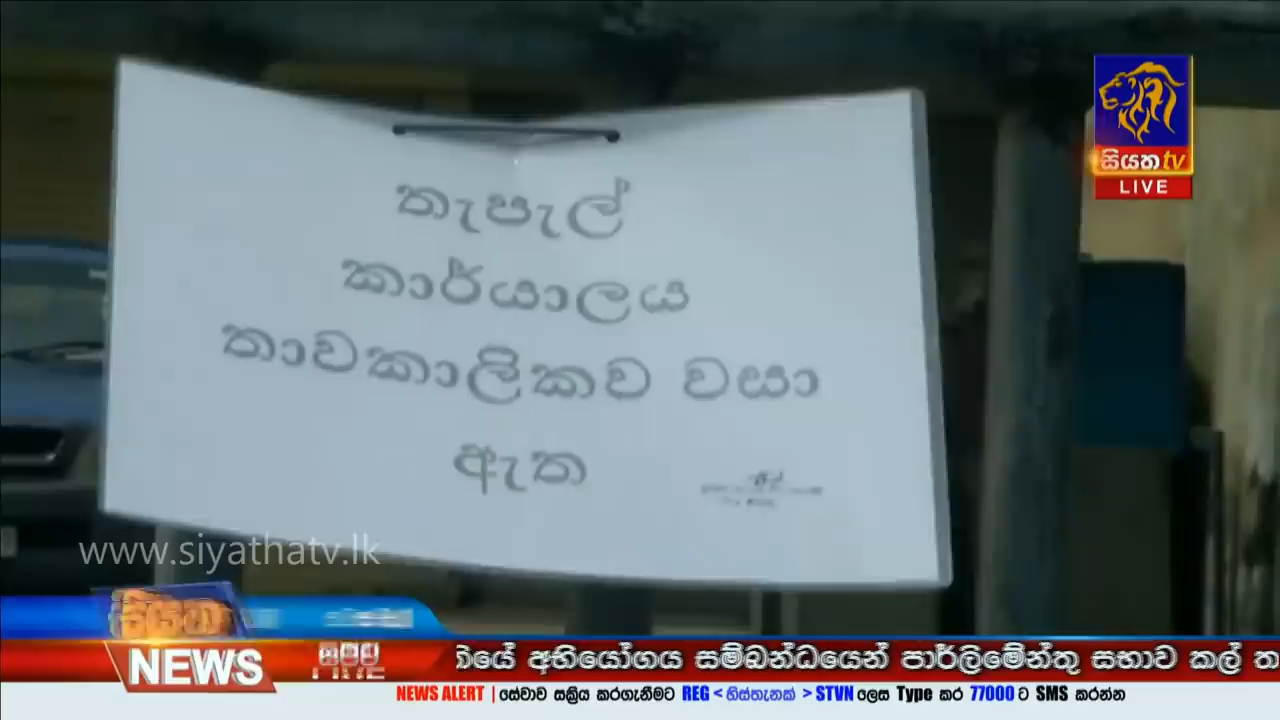 සියත tv
LIVE
තැපැල්
කාර්යාලය
තාවකාලිකව වසා
ඇත
www.siyathatv.lk
සියත
NEWS
තියේ අභියෝගය සම්බන්ධයෙන් පාර්ලිමේන්තු සභාව කල් ත
NEWS ALERT | සේවාව සක්‍රිය කරගැනීමට REG < හිස්තැනක් > STVN ලෙස Type කර 77000 ට SMS කරන්න